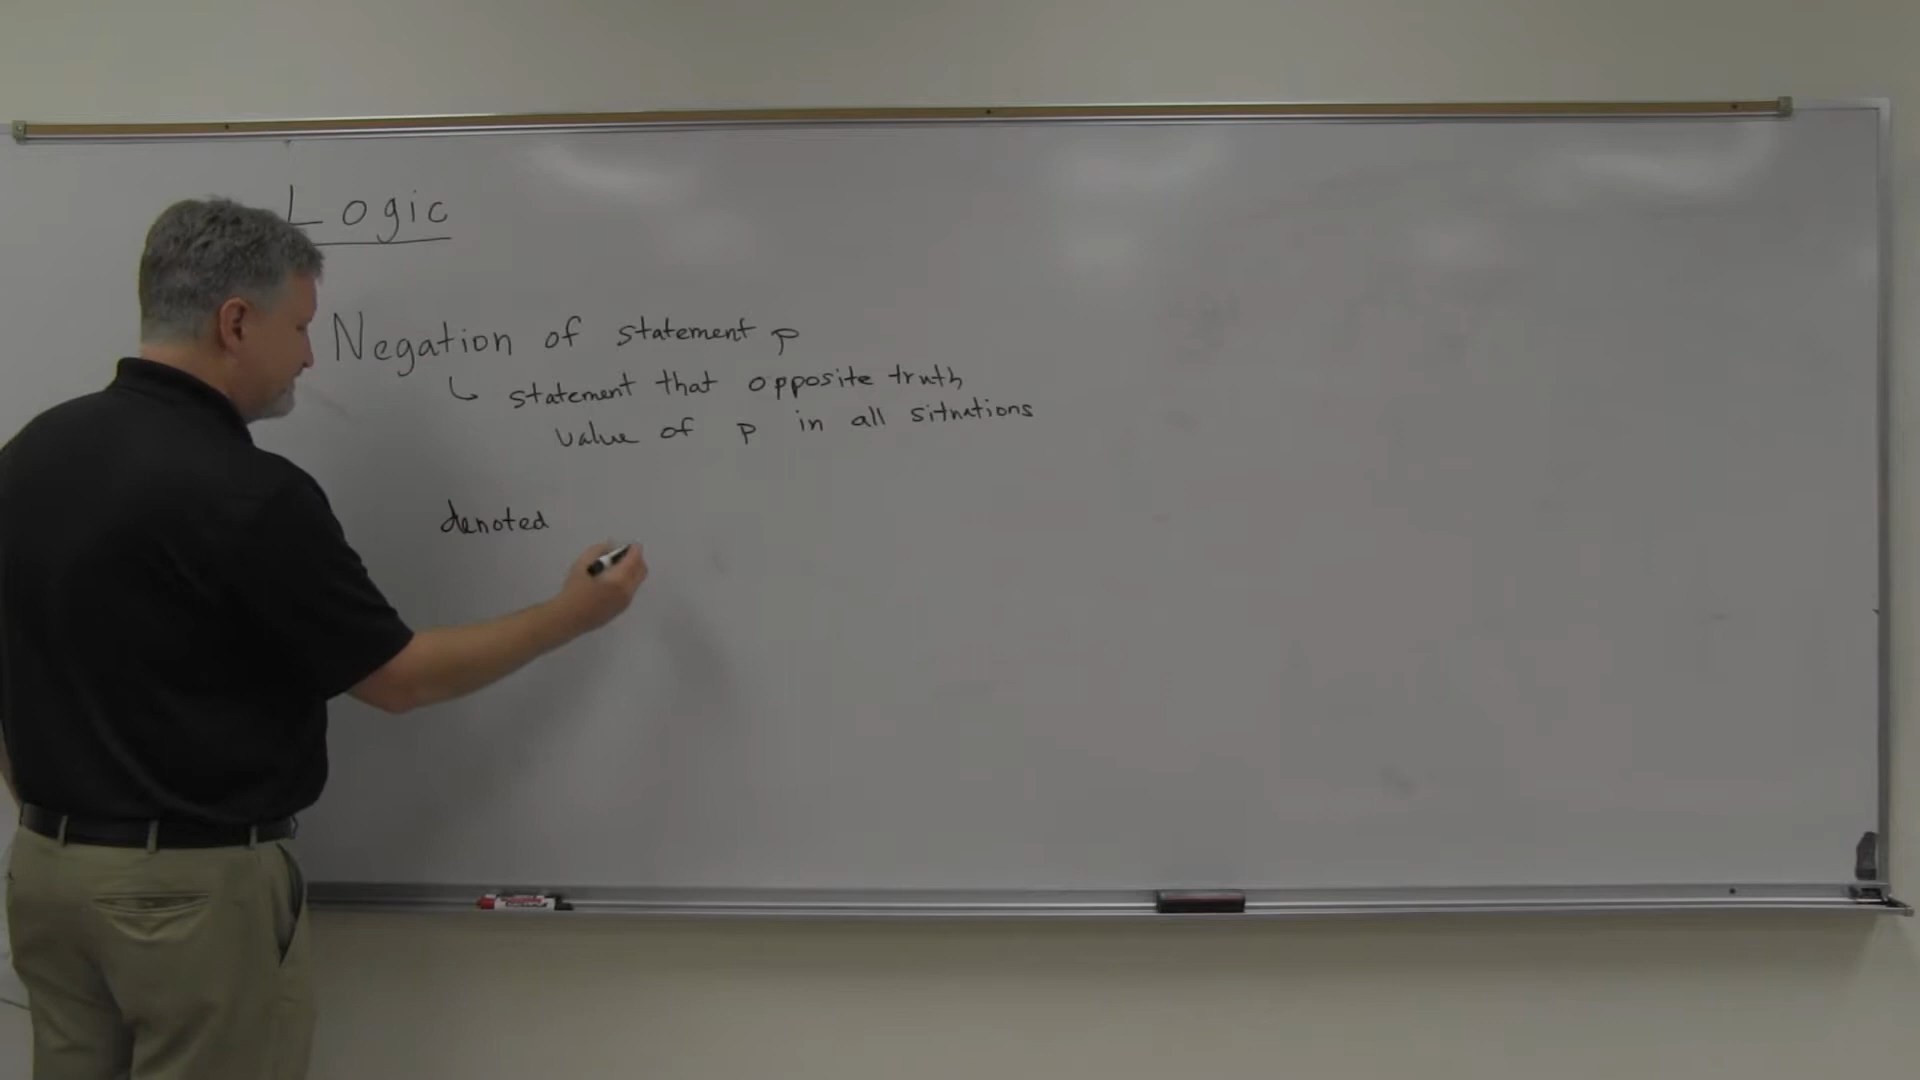 Logic
Negation of statement p
↳ statement that opposite truth
value of p in all situations
denoted